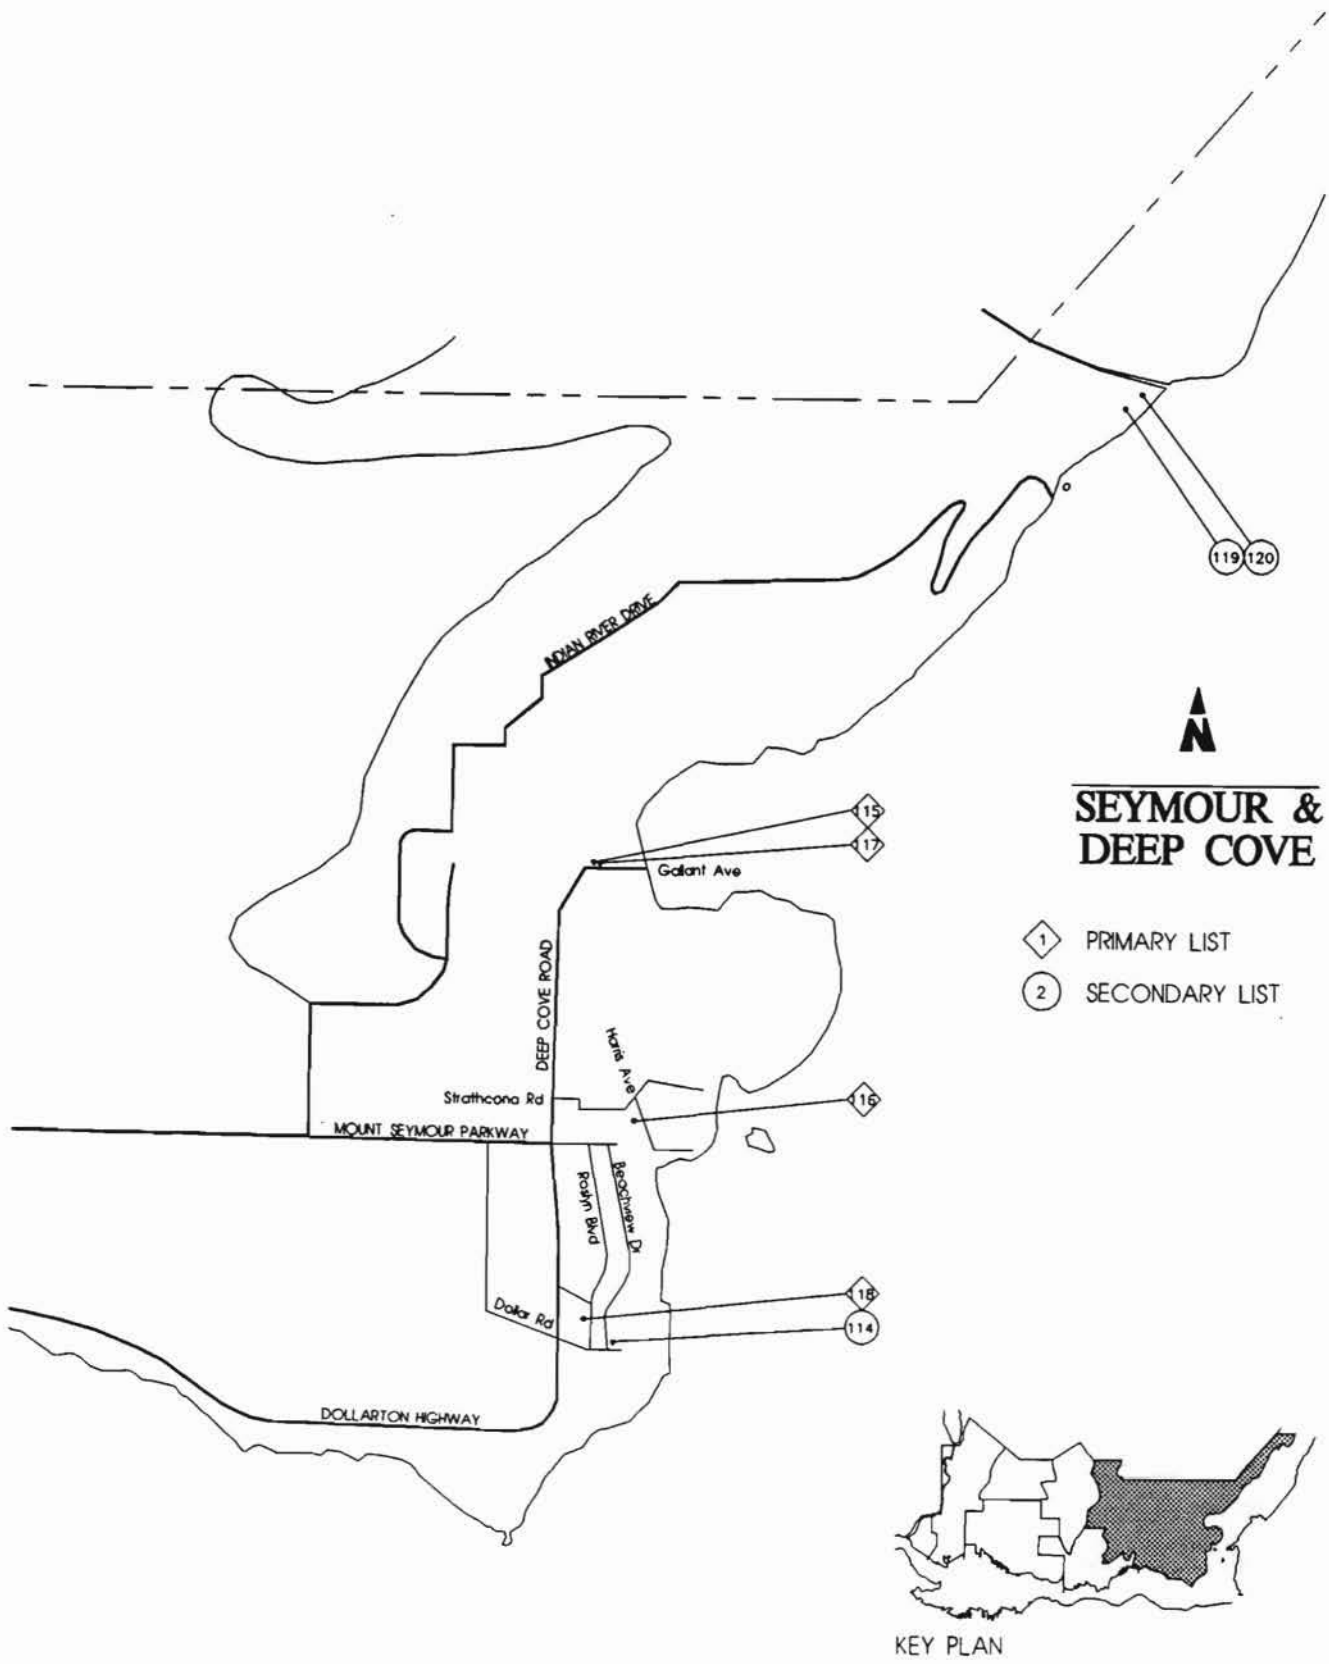 119
120
INDIAN RIVER DRIVE
N
SEYMOUR &
DEEP COVE
115
117
Gallant Ave
1 PRIMARY LIST
2 SECONDARY LIST
DEEP COVE ROAD
Harris Ave
Strathcona Rd
116
MOUNT SEYMOUR PARKWAY
Roslyn Blvd
Beachview Dr
118
Dollar Rd
114
DOLLARTON HIGHWAY
KEY PLAN